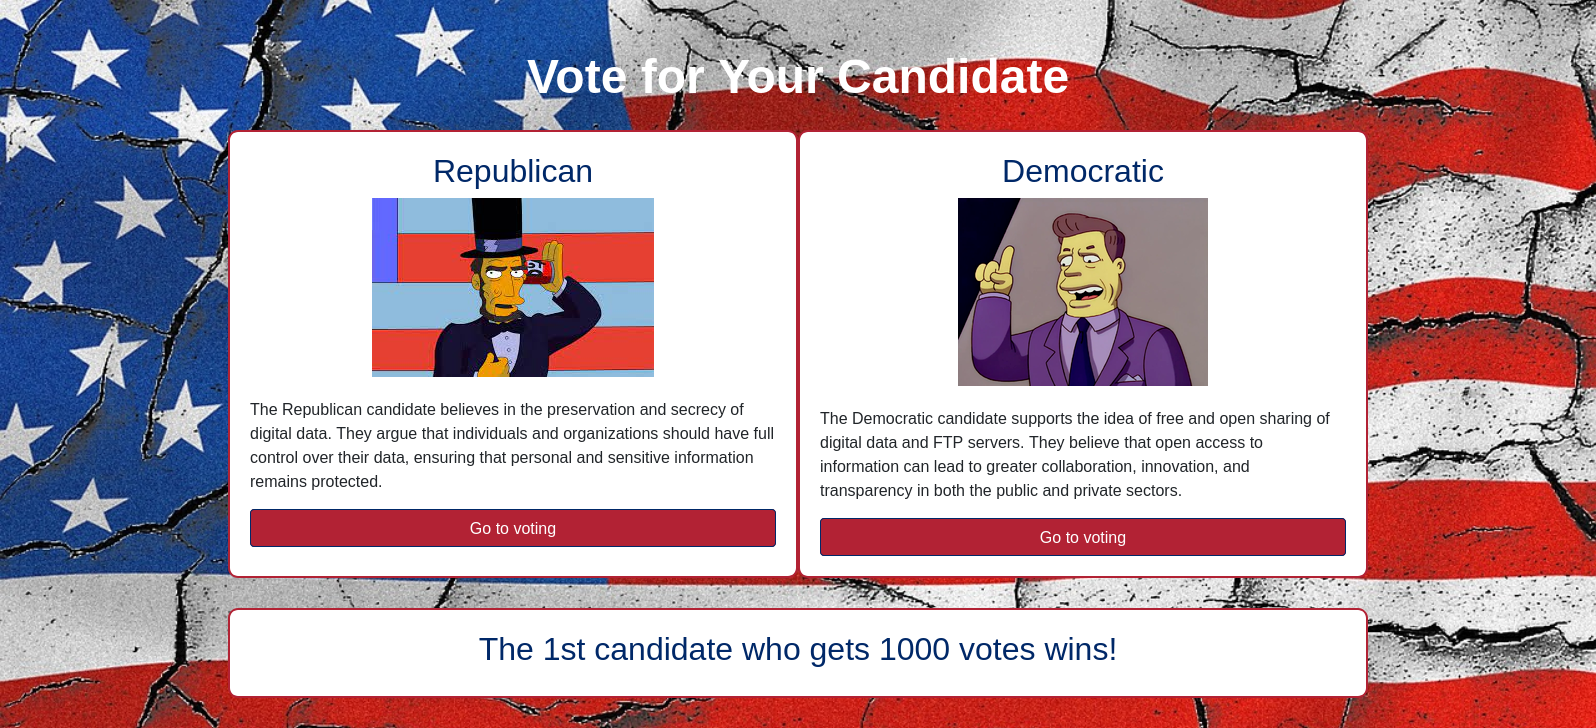 Vote for Your Candidate
Republican
The Republican candidate believes in the preservation and secrecy of
digital data. They argue that individuals and organizations should have full
control over their data, ensuring that personal and sensitive information
remains protected.
Go to voting
Democratic
The Democratic candidate supports the idea of free and open sharing of
digital data and FTP servers. They believe that open access to
information can lead to greater collaboration, innovation, and
transparency in both the public and private sectors.
Go to voting
The 1st candidate who gets 1000 votes wins!